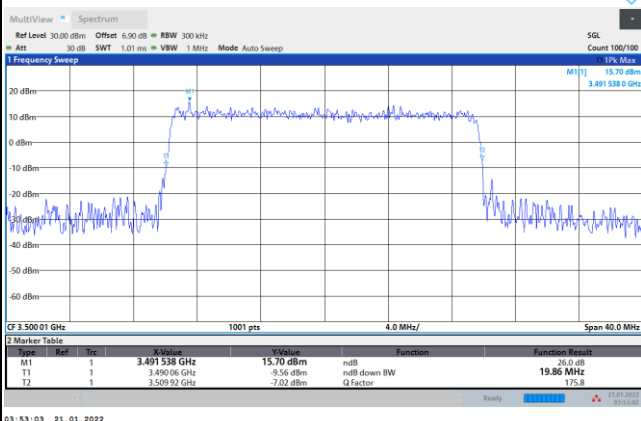 MultiView Spectrum
Ref Level 30.00 dBm Offset 6.90 dB RBW 300 kHz SGL
Att 30 dB SWT 1.01 ms VBW 1 MHz Mode Auto Sweep Count 100/100
1 Frequency Sweep 1Pk Max
M1[1] 15.70 dBm
3.491 538 0 GHz
20 dBm
M1
10 dBm
0 dBm
T1 T2
-10 dBm
-20 dBm
-30 dBm
-40 dBm
-50 dBm
-60 dBm
CF 3.500 01 GHz 1001 pts 4.0 MHz/ Span 40.0 MHz
2 Marker Table
Type Ref Trc X-Value Y-Value Function Function Result
M1 1 3.491 538 GHz 15.70 dBm ndB 26.0 dB
T1 1 3.490 06 GHz -9.56 dBm ndB down BW 19.86 MHz
T2 1 3.509 92 GHz -7.02 dBm Q Factor 175.8
Ready 21.01.2022
03:53:02
03:53:03 21.01.2022